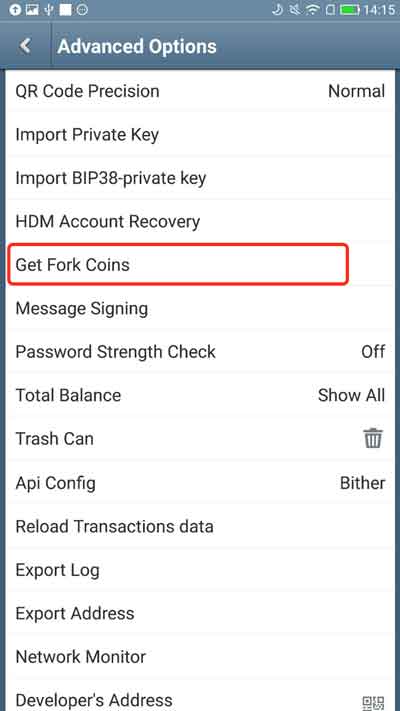 14:15
Advanced Options
QR Code Precision Normal
Import Private Key
Import BIP38-private key
HDM Account Recovery
Get Fork Coins
Message Signing
Password Strength Check Off
Total Balance Show All
Trash Can
Api Config Bither
Reload Transactions data
Export Log
Export Address
Network Monitor
Developer's Address